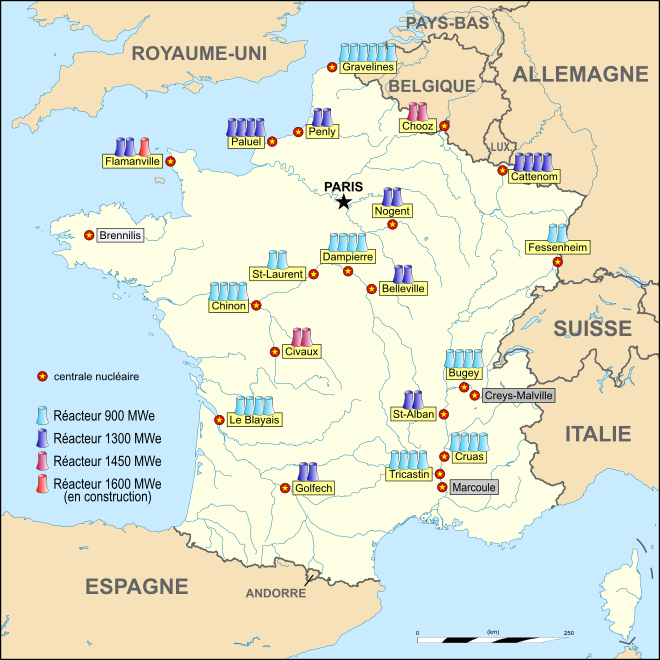 PAYS-BAS
ROYAUME-UNI
Gravelines
ALLEMAGNE
BELGIQUE
Penly
Chooz
Paluel
LUX.
Flamanville
Cattenom
PARIS
Nogent
Brennilis
Fessenheim
Dampierre
St-Laurent
Belleville
Chinon
SUISSE
Civaux
Bugey
centrale nucléaire
Creys-Malville
Réacteur 900 MWe
St-Alban
Le Blayais
ITALIE
Réacteur 1300 MWe
Cruas
Réacteur 1450 MWe
Tricastin
Réacteur 1600 MWe
(en construction)
Golfech
Marcoule
ESPAGNE
ANDORRE
0 (km) 250